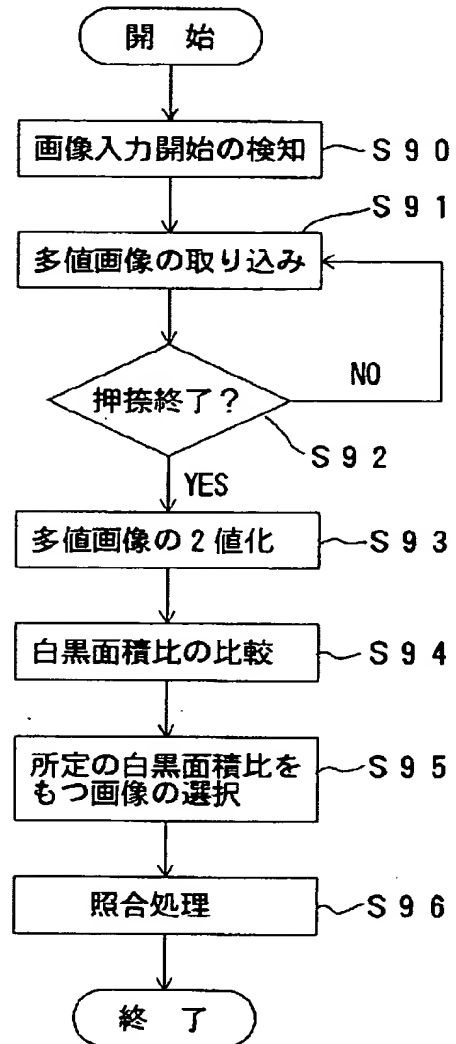 開 始
画像入力開始の検知
S90
S91
多値画像の取り込み
押捺終了?
NO
S92
YES
多値画像の2値化
S93
白黒面積比の比較
S94
所定の白黒面積比を
もつ画像の選択
S95
照合処理
S96
終 了